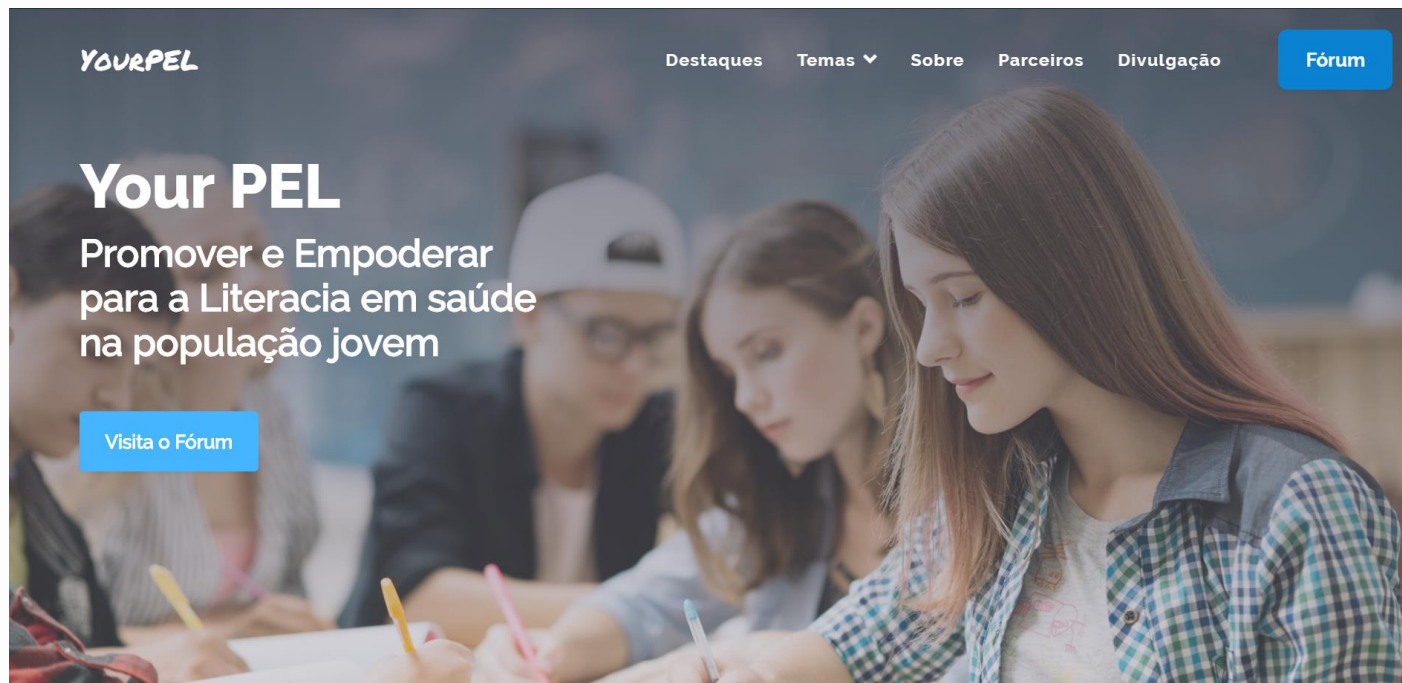 YourPEL
Destaques Temas Sobre Parceiros Divulgação Fórum
Your PEL
Promover e Empoderar
para a Literacia em saúde
na população jovem
Visita o Fórum